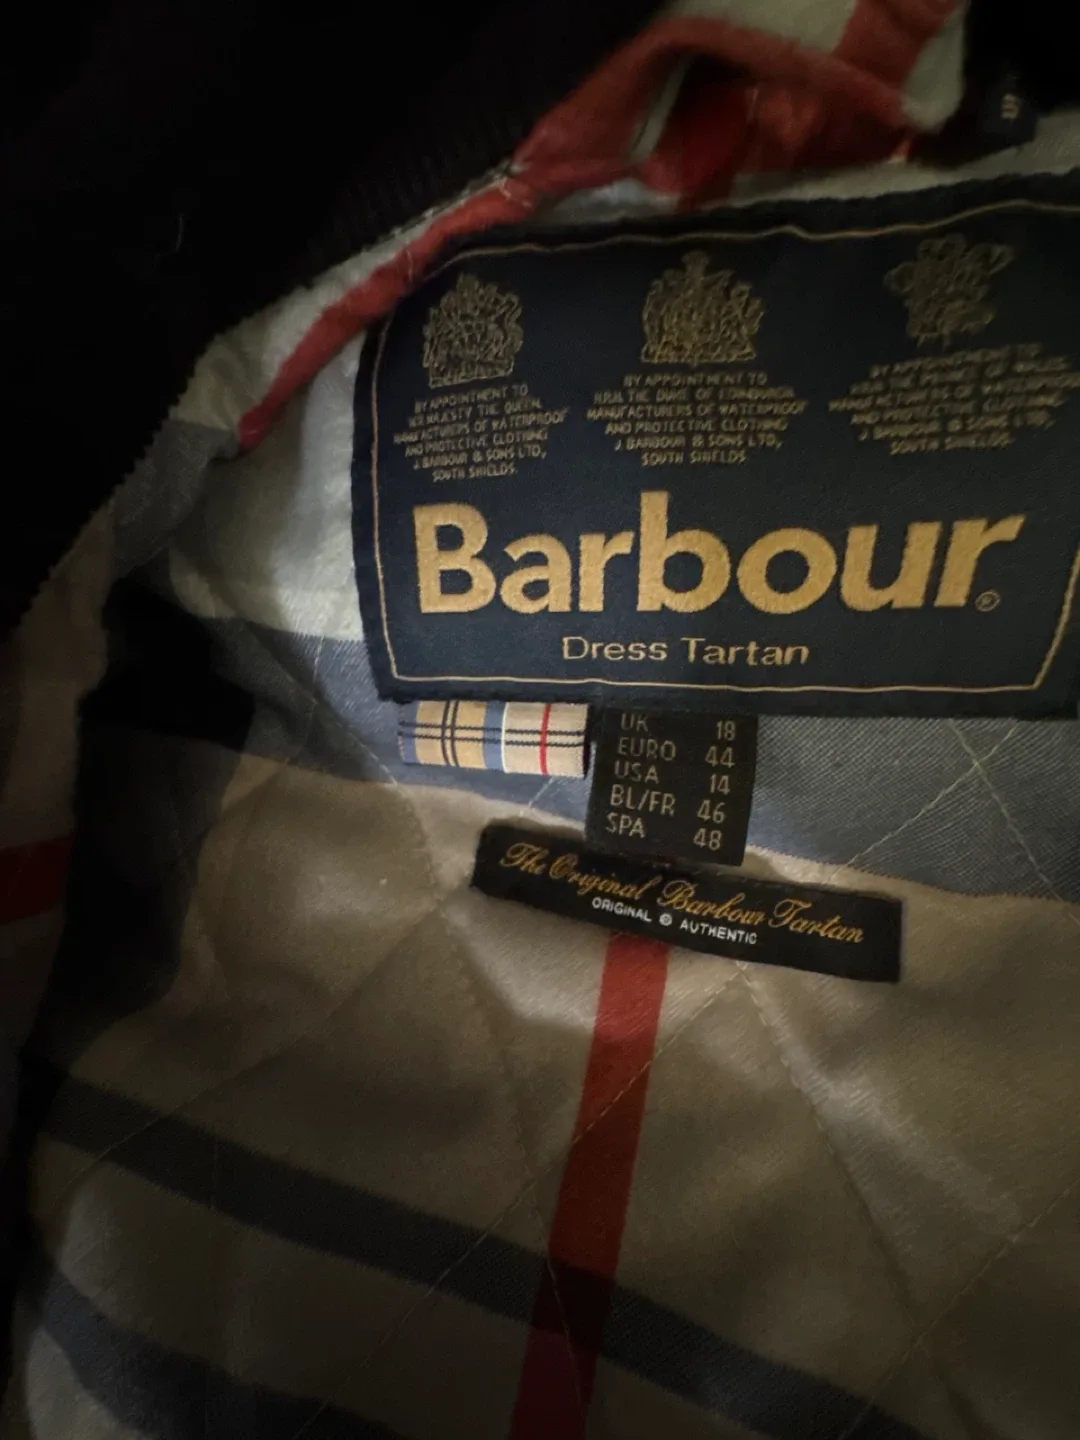 BY APPOINTMENT TO
HER MAJESTY THE QUEEN
MANUFACTURERS OF WATERPROOF
AND PROTECTIVE CLOTHING
J. BARBOUR & SONS LTD,
SOUTH SHIELDS.
BY APPOINTMENT TO
H.R.H. THE DUKE OF EDINBURGH
MANUFACTURERS OF WATERPROOF
AND PROTECTIVE CLOTHING
J. BARBOUR & SONS LTD,
SOUTH SHIELDS.
BY APPOINTMENT TO
H.R.H. THE PRINCE OF WALES
MANUFACTURERS OF WATERPROOF
AND PROTECTIVE CLOTHING
J. BARBOUR & SONS LTD,
SOUTH SHIELDS.
Barbour®
Dress Tartan
UK 18
EURO 44
USA 14
BL/FR 46
SPA 48
The Original Barbour Tartan
ORIGINAL & AUTHENTIC